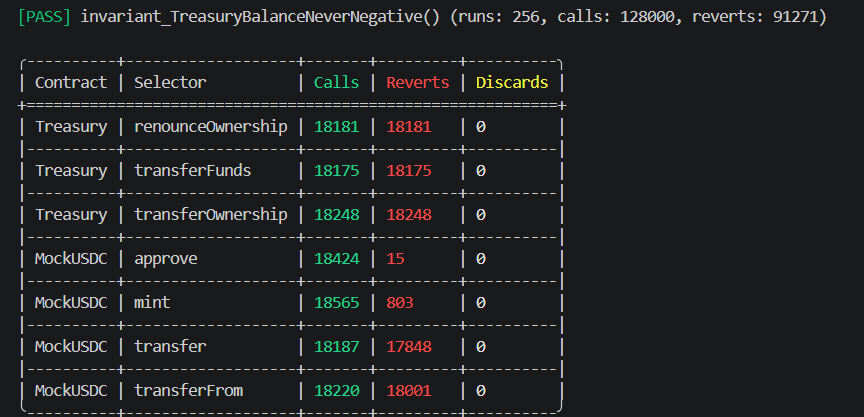 [PASS] invariant_TreasuryBalanceNeverNegative() (runs: 256, calls: 128000, reverts: 91271)
| Contract | Selector | Calls | Reverts | Discards |
| Treasury | renounceOwnership | 18181 | 18181 | 0 |
| Treasury | transferFunds | 18175 | 18175 | 0 |
| Treasury | transferOwnership | 18248 | 18248 | 0 |
| MockUSDC | approve | 18424 | 15 | 0 |
| MockUSDC | mint | 18565 | 803 | 0 |
| MockUSDC | transfer | 18187 | 17848 | 0 |
| MockUSDC | transferFrom | 18220 | 18001 | 0 |